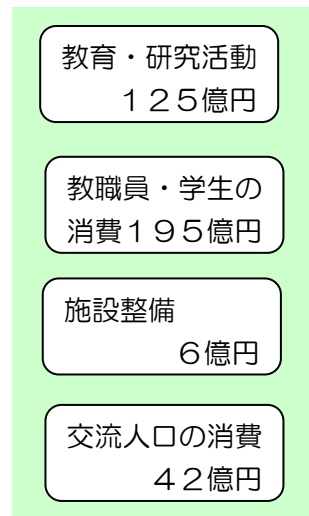 教育・研究活動
１２５億円
教職員・学生の
消費１９５億円
施設整備
６億円
交流人口の消費
４２億円